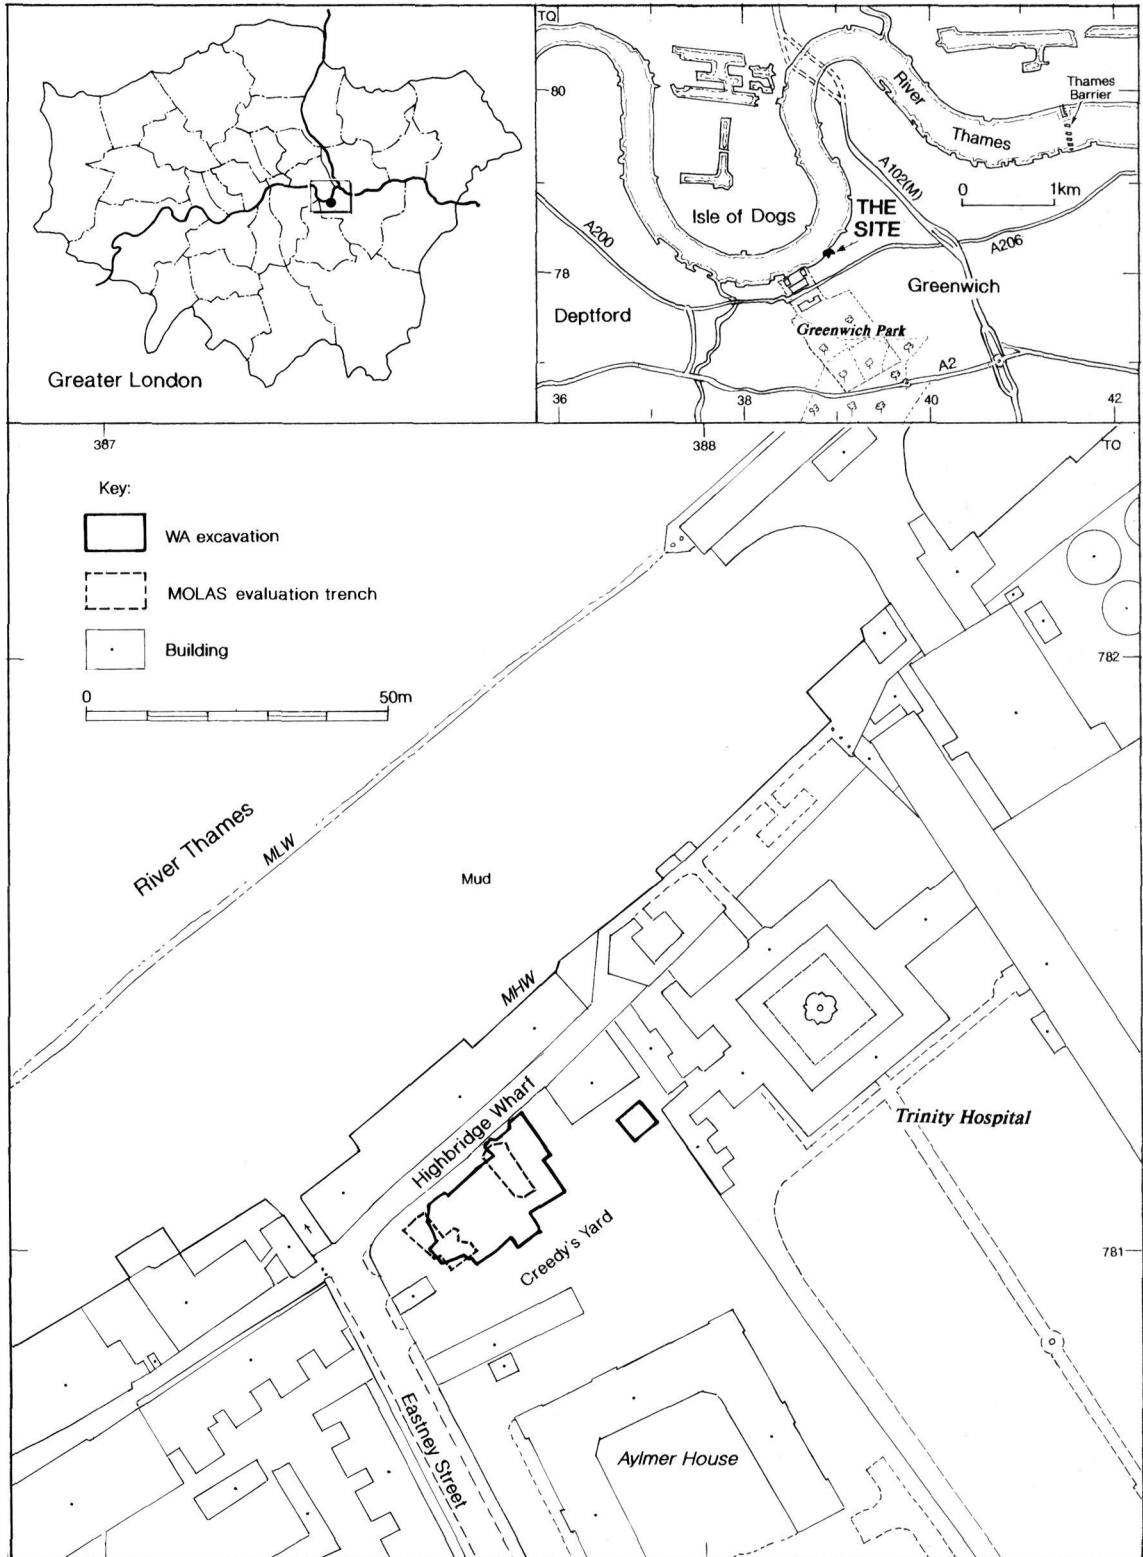 Greater London
TQ
80
78
36
38
40
42
River
Thames
Thames
Barrier
A102(M)
0
1km
THE
SITE
Isle of Dogs
A200
A206
Deptford
Greenwich
Greenwich Park
A2
387
388
TQ
Key:
WA excavation
MOLAS evaluation trench
Building
0
50m
782
River Thames
MLW
Mud
MHW
Highbridge Wharf
Trinity Hospital
Creedy's Yard
781
Eastney Street
Aylmer House